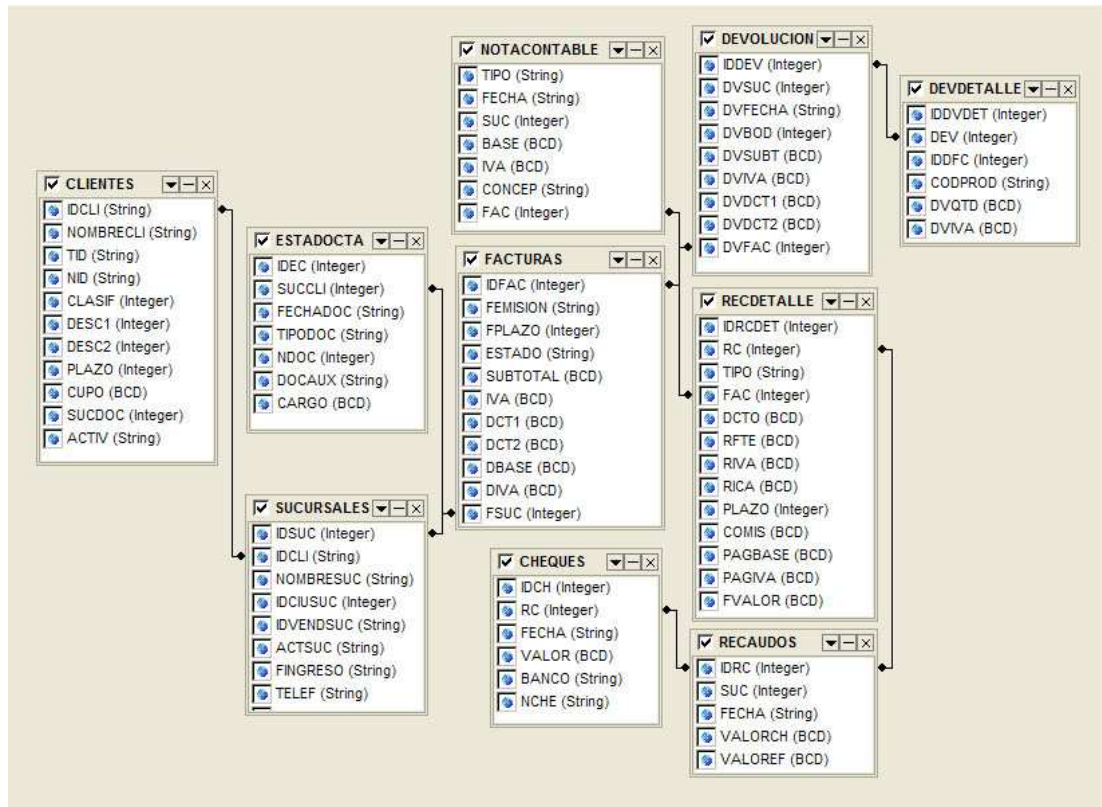 CLIENTES
IDCLI (String)
NOMBRECLI (String)
TID (String)
NID (String)
CLASIF (Integer)
DESC1 (Integer)
DESC2 (Integer)
PLAZO (Integer)
CUPO (BCD)
SUCDOC (Integer)
ACTIV (String)
ESTADOCTA
IDEC (Integer)
SUCCLI (Integer)
FECHADOC (String)
TIPODOC (String)
NDOC (Integer)
DOCAUX (String)
CARGO (BCD)
SUCURSALES
IDSUC (Integer)
IDCLI (String)
NOMBRESUC (String)
IDCIUSUC (Integer)
IDVENDSUC (String)
ACTSUC (String)
FINGRESO (String)
TELEF (String)
NOTACONTABLE
TIPO (String)
FECHA (String)
SUC (Integer)
BASE (BCD)
IVA (BCD)
CONCEP (String)
FAC (Integer)
FACTURAS
IDFAC (Integer)
FEMISION (String)
FPLAZO (Integer)
ESTADO (String)
SUBTOTAL (BCD)
IVA (BCD)
DCT1 (BCD)
DCT2 (BCD)
DBASE (BCD)
DIVA (BCD)
FSUC (Integer)
CHEQUES
IDCH (Integer)
RC (Integer)
FECHA (String)
VALOR (BCD)
BANCO (String)
NCHE (String)
DEVOLUCION
IDDEV (Integer)
DVSUC (Integer)
DVFECHA (String)
DVBOD (Integer)
DVSUBT (BCD)
DVIVA (BCD)
DVDCT1 (BCD)
DVDCT2 (BCD)
DVFAC (Integer)
RECDETALLE
IDRCDET (Integer)
RC (Integer)
TIPO (String)
FAC (Integer)
DCTO (BCD)
RFTE (BCD)
RIVA (BCD)
RICA (BCD)
PLAZO (Integer)
COMIS (BCD)
PAGBASE (BCD)
PAGIVA (BCD)
FVALOR (BCD)
RECAUDOS
IDRC (Integer)
SUC (Integer)
FECHA (String)
VALORCH (BCD)
VALOREF (BCD)
DEVDETALLE
IDDVDET (Integer)
DEV (Integer)
IDDFC (Integer)
CODPROD (String)
DVQTD (BCD)
DVIVA (BCD)